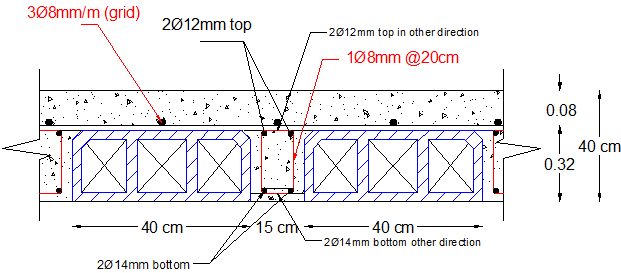 3Ø8mm/m (grid)
2Ø12mm top
2Ø12mm top in other direction
1Ø8mm @20cm
0.08
40 cm
0.32
40 cm
15 cm
40 cm
2Ø14mm bottom other direction
2Ø14mm bottom